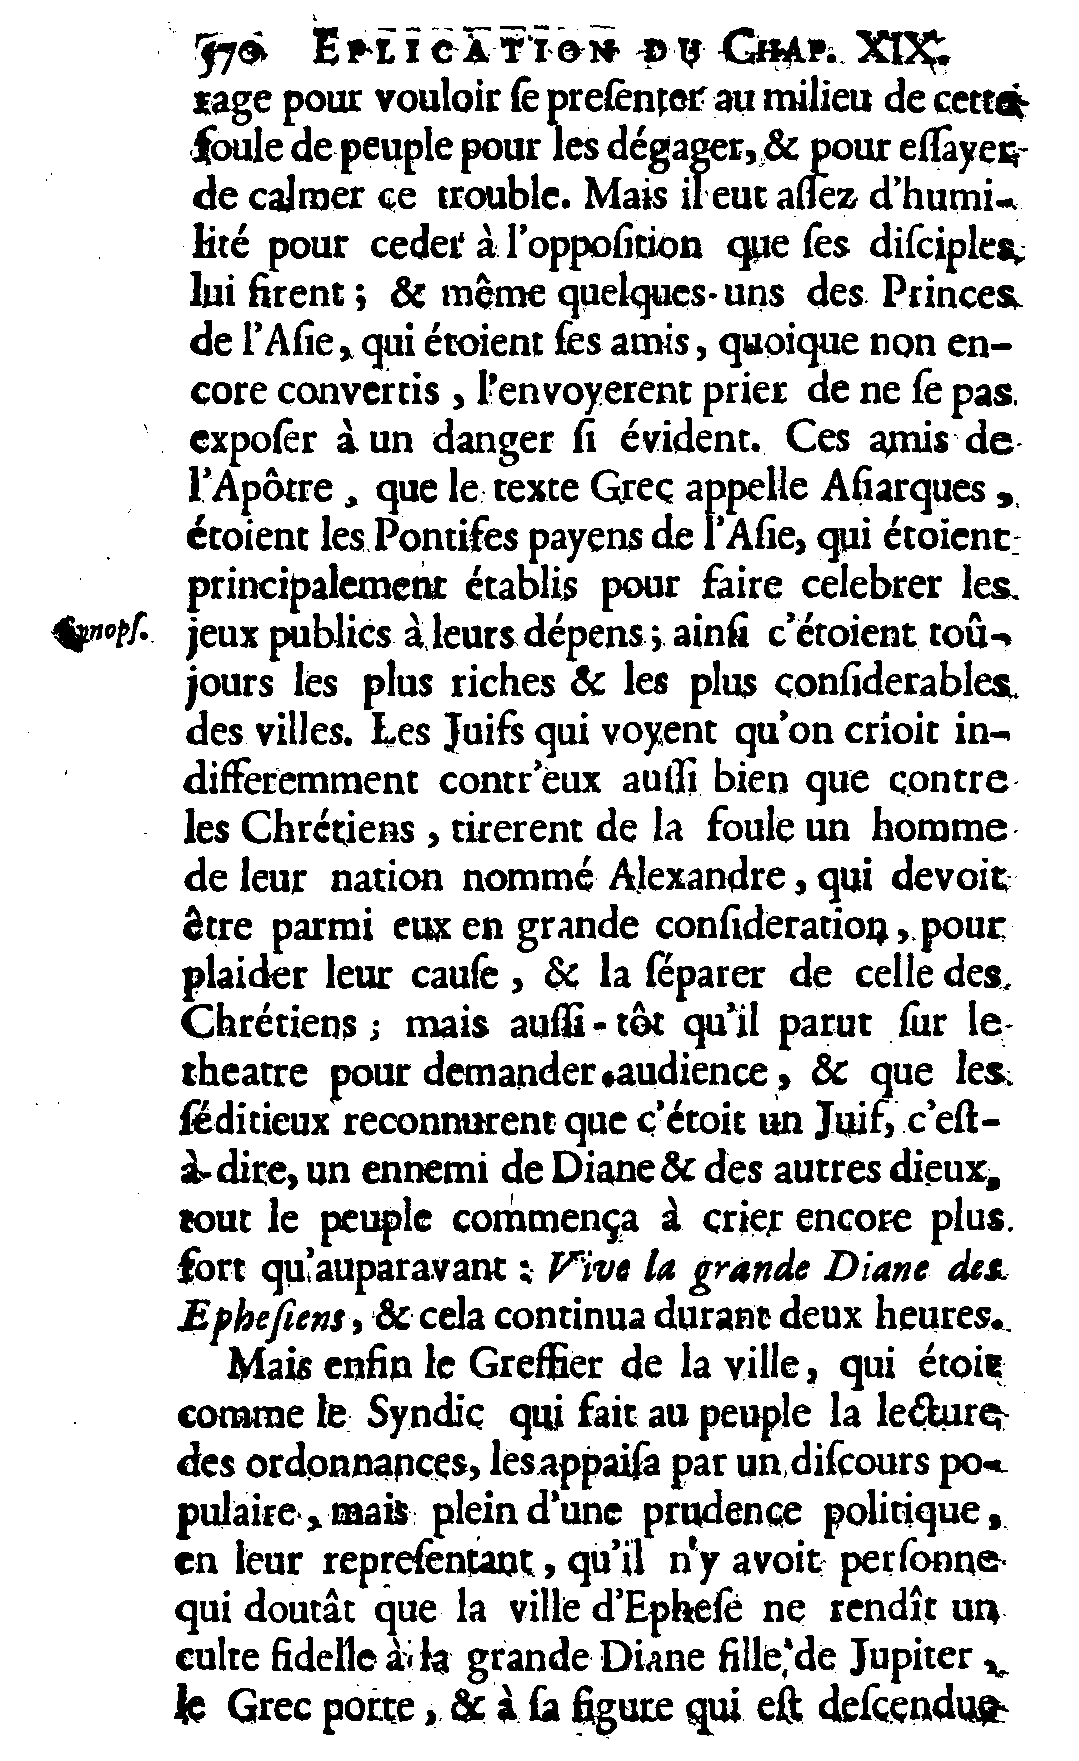 570 EPLICATION DU CHAP. XIX.
rage pour vouloir ſe preſenter au milieu de cette
foule de peuple pour les dégager, & pour eſſayer
de calmer ce trouble. Mais il eut aſſez d'humi-
lité pour ceder à l'oppoſition que ſes diſciples
lui firent ; & même quelques-uns des Princes
de l'Aſie, qui étoient ſes amis, quoique non en-
core convertis, l'envoyerent prier de ne ſe pas
expoſer à un danger ſi évident. Ces amis de
l'Apôtre, que le texte Grec appelle Aſiarques,
étoient les Pontifes payens de l'Aſie, qui étoient
principalement établis pour faire celebrer les
Synopſ. jeux publics à leurs dépens ; ainſi c'étoient toû-
jours les plus riches & les plus conſiderables
des villes. Les Juifs qui voyent qu'on crioit in-
differemment contr'eux auſſi bien que contre
les Chrétiens, tirerent de la foule un homme
de leur nation nommé Alexandre, qui devoit
être parmi eux en grande conſideration, pour
plaider leur cauſe, & la ſéparer de celle des
Chrétiens ; mais auſſi-tôt qu'il parut ſur le
theatre pour demander audience, & que les
ſéditieux reconnurent que c'étoit un Juif, c'eſt-
à-dire, un ennemi de Diane & des autres dieux,
tout le peuple commença à crier encore plus
fort qu'auparavant : Vive la grande Diane des
Epheſiens, & cela continua durant deux heures.
Mais enfin le Greffier de la ville, qui étoit
comme le Syndic qui fait au peuple la lecture
des ordonnances, les appaiſa par un diſcours po-
pulaire, mais plein d'une prudence politique,
en leur repreſentant, qu'il n'y avoit perſonne
qui doutât que la ville d'Epheſe ne rendît un
culte fidelle à la grande Diane fille de Jupiter,
le Grec porte, & à ſa figure qui eſt deſcendue